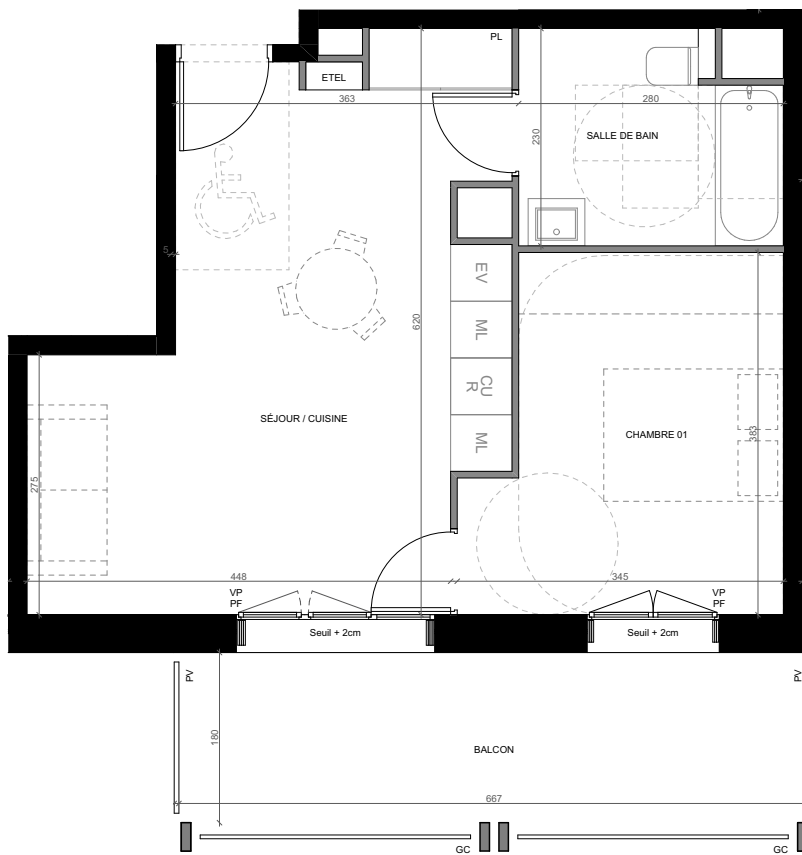 PL
ETEL
363
280
230
SALLE DE BAIN
5
EV
620
ML
CU
R
SÉJOUR / CUISINE
CHAMBRE 01
383
ML
275
448
345
VP
PF
VP
PF
Seuil + 2cm
Seuil + 2cm
PV
PV
180
BALCON
667
GC
GC